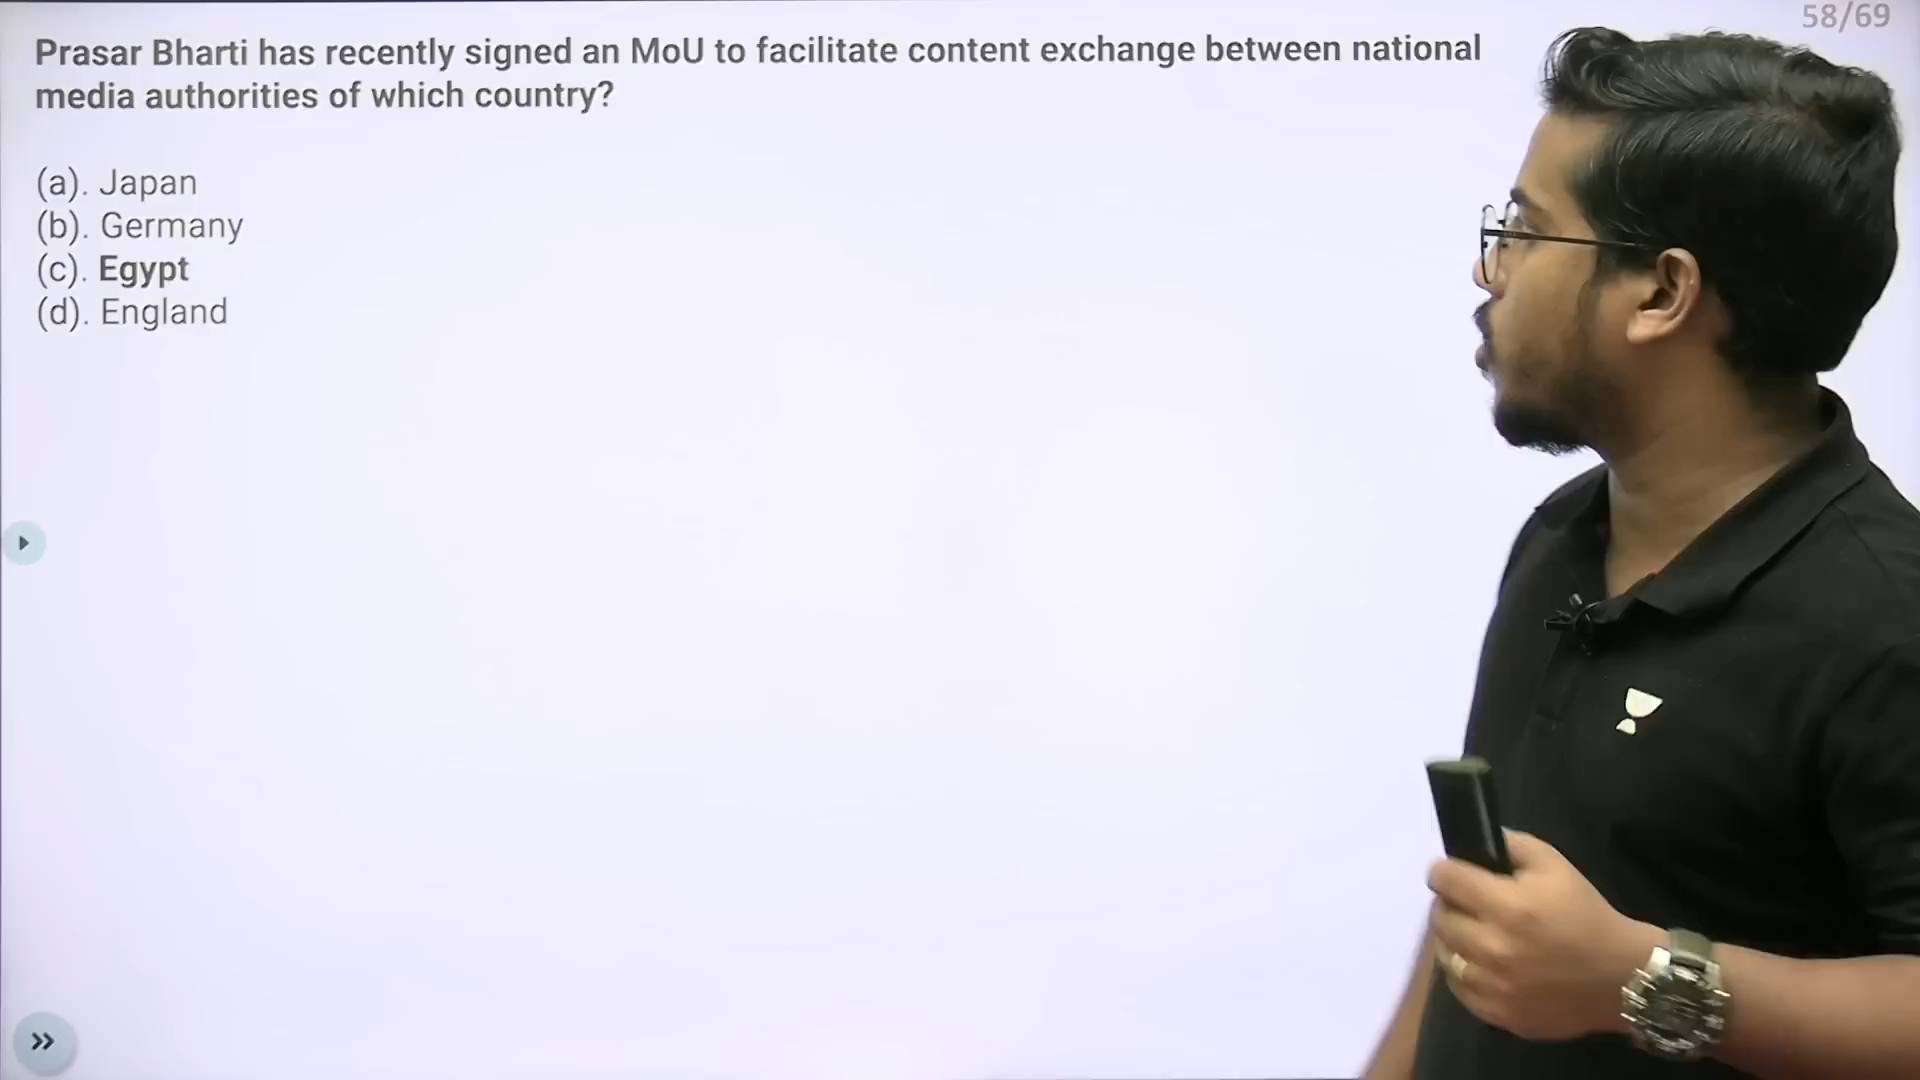 58/69
Prasar Bharti has recently signed an MoU to facilitate content exchange between national
media authorities of which country?
(a). Japan
(b). Germany
(c). Egypt
(d). England